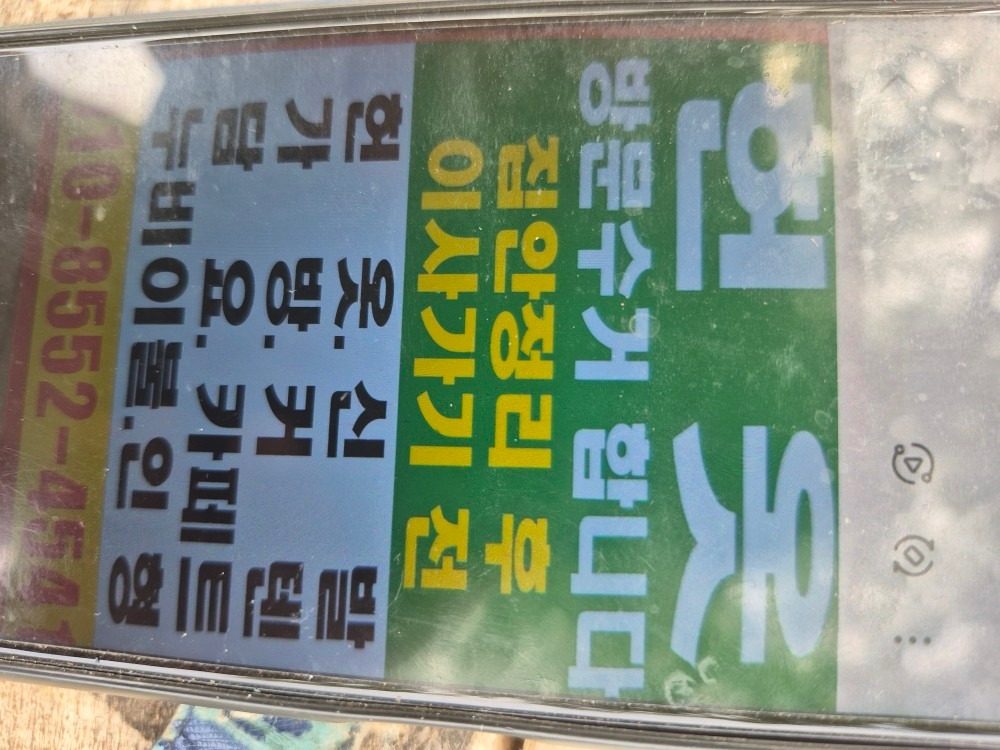 헌 옷
방문수거 합니다
집안정리 후
이사가기 전
헌 옷. 신 발
가 방. 커 텐
담 요. 카페트
누비이불. 인 형
10-8552-4541